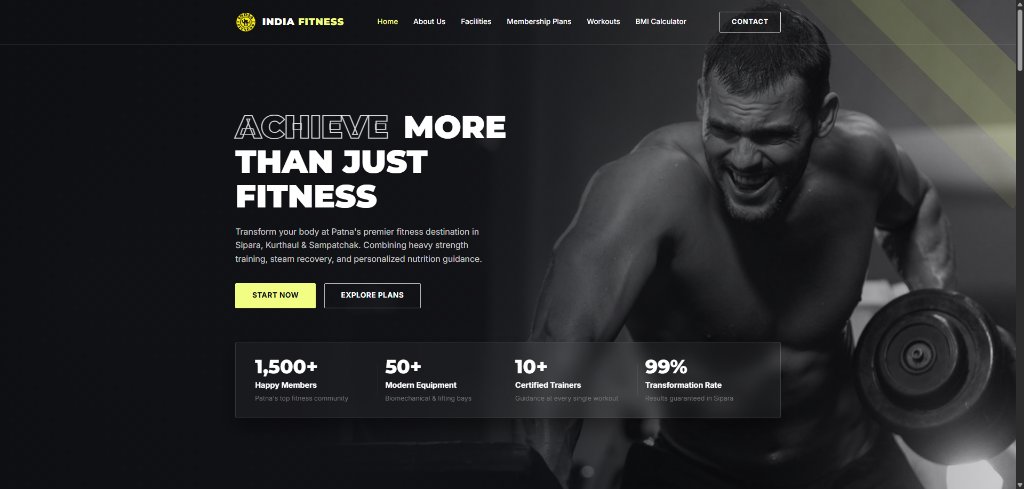 INDIA FITNESS
Home
About Us
Facilities
Membership Plans
Workouts
BMI Calculator
CONTACT
ACHIEVE MORE
THAN JUST
FITNESS
Transform your body at Patna's premier fitness destination in
Sipara, Kurthaul & Sampatchak. Combining heavy strength
training, steam recovery, and personalized nutrition guidance.
START NOW
EXPLORE PLANS
1,500+
Happy Members
Patna's top fitness community
50+
Modern Equipment
Biomechanical & lifting bays
10+
Certified Trainers
Guidance at every single workout
99%
Transformation Rate
Results guaranteed in Sipara